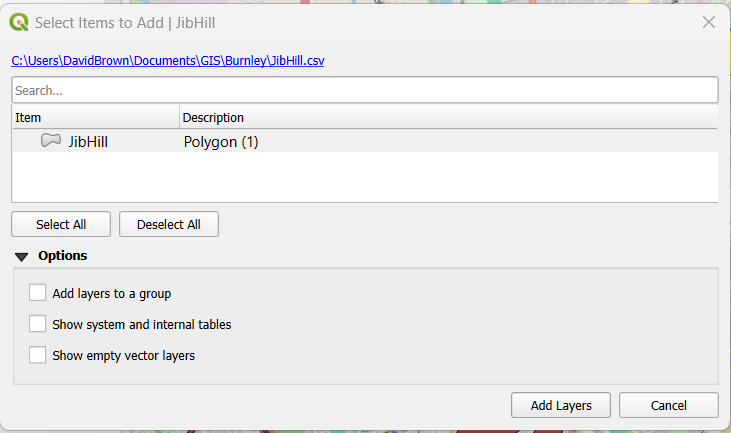 Select Items to Add | JibHill
C:\Users\DavidBrown\Documents\GIS\Burnley\JibHill.csv
Search...
Item Description
JibHill Polygon (1)
Select All Deselect All
Options
Add layers to a group
Show system and internal tables
Show empty vector layers
Add Layers Cancel